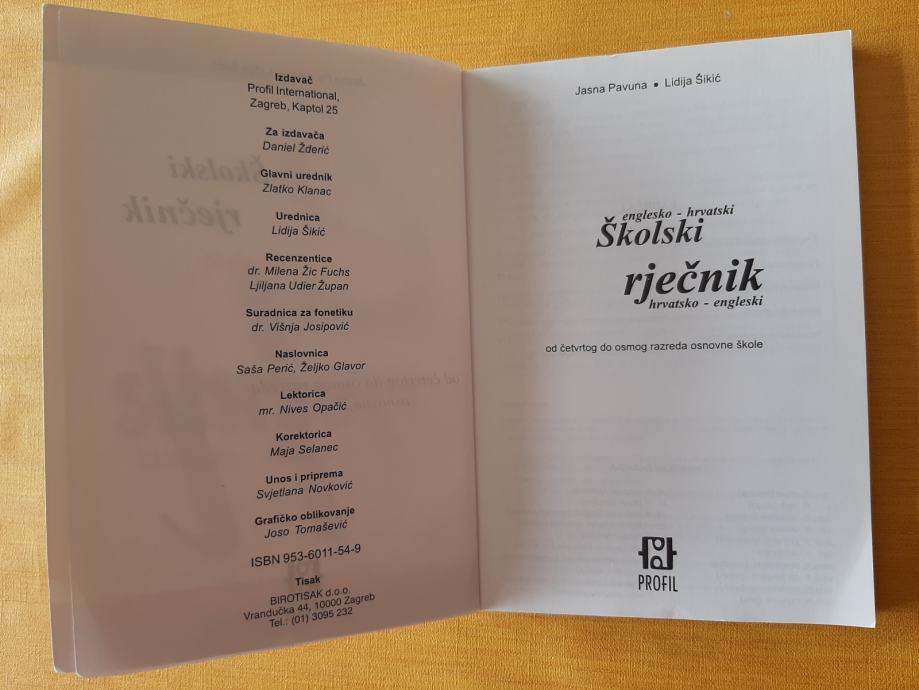 Izdavač
Profil International,
Zagreb, Kaptol 25
Za izdavača
Daniel Žderić
Glavni urednik
Zlatko Klanac
Urednica
Lidija Šikić
Recenzentice
dr. Milena Žic Fuchs
Ljiljana Udier Župan
Suradnica za fonetiku
dr. Višnja Josipović
Naslovnica
Saša Perić, Željko Glavor
Lektorica
mr. Nives Opačić
Korektorica
Maja Selanec
Unos i priprema
Svjetlana Novković
Grafičko oblikovanje
Joso Tomašević
ISBN 953-6011-54-9
Tisak
BIROTISAK d.o.o.
Vrandučka 44, 10000 Zagreb
Tel.: (01) 3095 232
Jasna Pavuna • Lidija Šikić
englesko - hrvatski
Školski
rječnik
hrvatsko - engleski
od četvrtog do osmog razreda osnovne škole
PROFIL